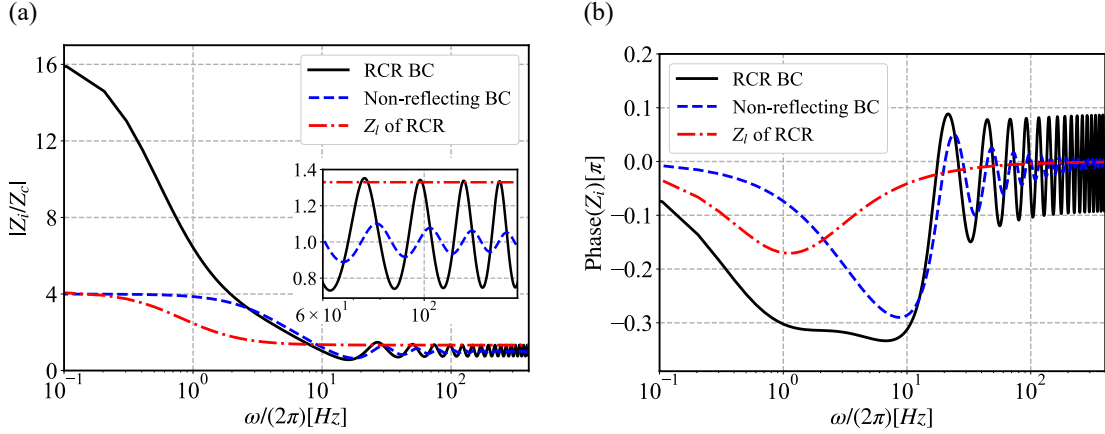 (a)
|Z_i/Z_c|
16
12
8
4
0
RCR BC
Non-reflecting BC
Z_l of RCR
1.4
1.2
1.0
0.8
6 × 10^1
10^2
10^-1
10^0
10^1
10^2
ω/(2π)[Hz]
(b)
Phase(Z_i)[π]
0.2
0.1
0.0
-0.1
-0.2
-0.3
RCR BC
Non-reflecting BC
Z_l of RCR
10^-1
10^0
10^1
10^2
ω/(2π)[Hz]